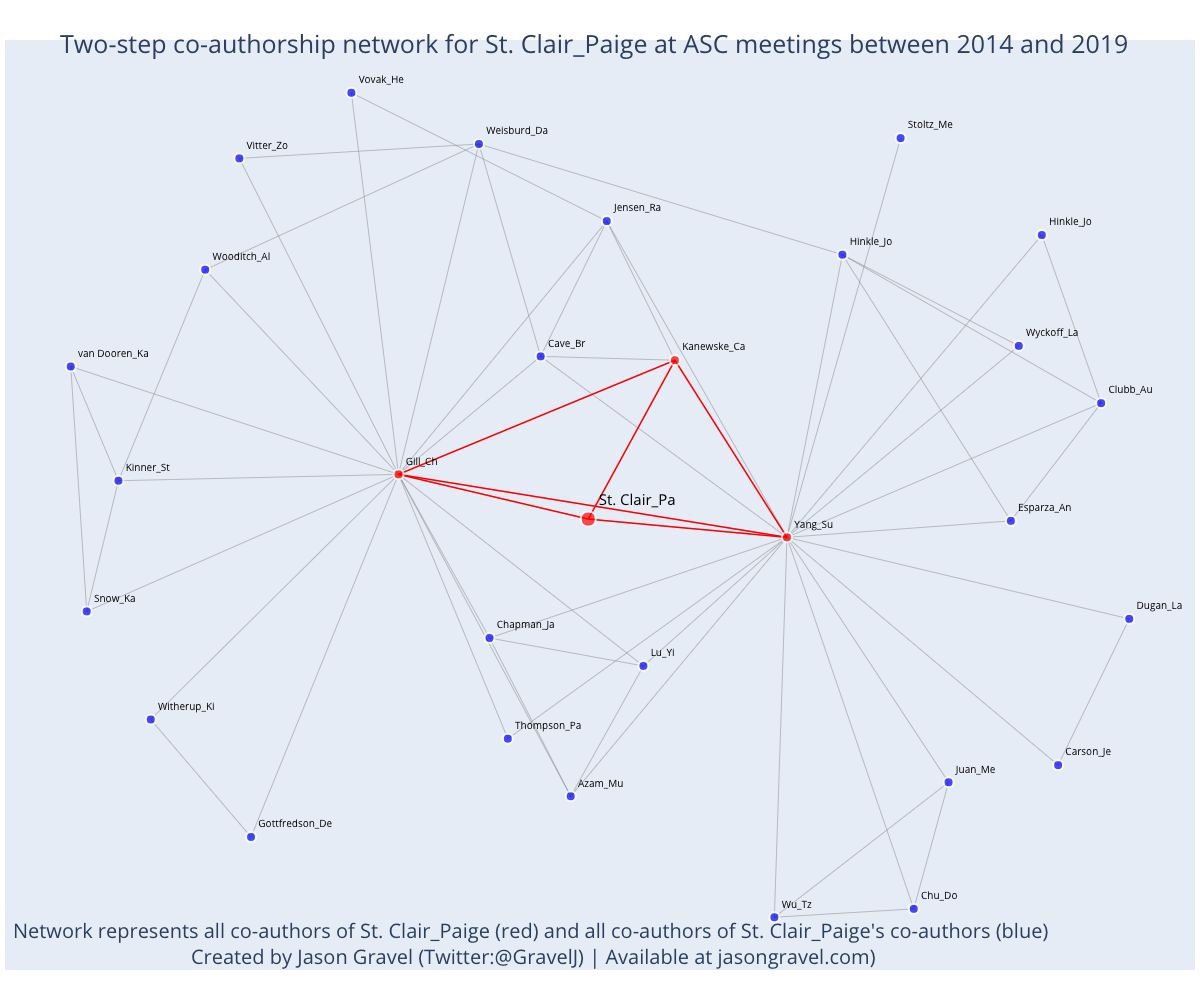 Two-step co-authorship network for St. Clair_Paige at ASC meetings between 2014 and 2019
Vovak_He
Stoltz_Me
Weisburd_Da
Vitter_Zo
Jensen_Ra
Hinkle_Jo
Hinkle_Jo
Wooditch_Al
Wyckoff_La
Cave_Br
Kanewske_Ca
van Dooren_Ka
Clubb_Au
Gill_Ch
Kinner_St
St. Clair_Pa
Esparza_An
Yang_Su
Snow_Ka
Dugan_La
Chapman_Ja
Lu_Yi
Witherup_Ki
Thompson_Pa
Carson_Je
Juan_Me
Azam_Mu
Gottfredson_De
Chu_Do
Wu_Tz
Network represents all co-authors of St. Clair_Paige (red) and all co-authors of St. Clair_Paige's co-authors (blue)
Created by Jason Gravel (Twitter:@GravelJ) | Available at jasongravel.com)